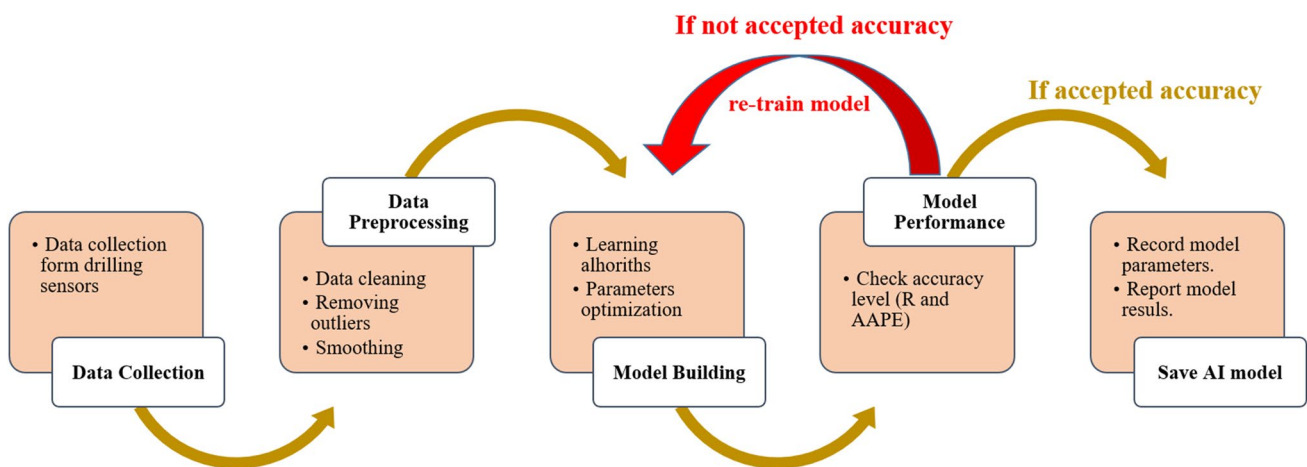 If not accepted accuracy
re-train model
If accepted accuracy
• Data collection
form drilling
sensors
Data Collection
Data
Preprocessing
• Data cleaning
• Removing
outliers
• Smoothing
• Learning
alhoriths
• Parameters
optimization
Model Building
Model
Performance
• Check accuracy
level (R and
AAPE)
• Record model
parameters.
• Report model
resuls.
Save AI model